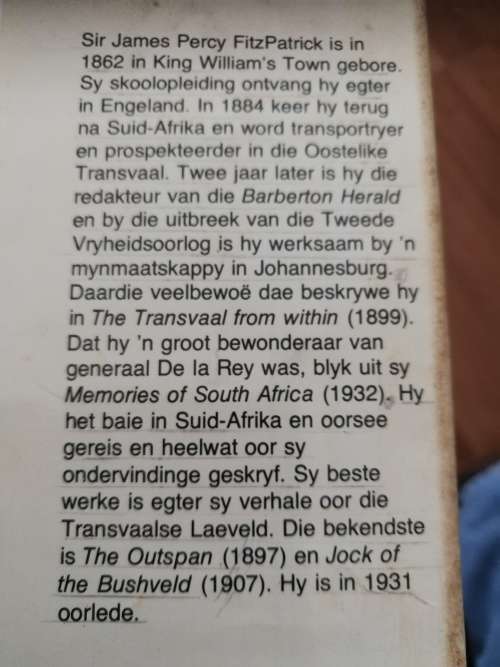 Sir James Percy FitzPatrick is in
1862 in King William's Town gebore.
Sy skoolopleiding ontvang hy egter
in Engeland. In 1884 keer hy terug
na Suid-Afrika en word transportryer
en prospekteerder in die Oostelike
Transvaal. Twee jaar later is hy die
redakteur van die Barberton Herald
en by die uitbreek van die Tweede
Vryheidsoorlog is hy werksaam by 'n
mynmaatskappy in Johannesburg.
Daardie veelbewoë dae beskrywe hy
in The Transvaal from within (1899).
Dat hy 'n groot bewonderaar van
generaal De la Rey was, blyk uit sy
Memories of South Africa (1932). Hy
het baie in Suid-Afrika en oorsee
gereis en heelwat oor sy
ondervindinge geskryf. Sy beste
werke is egter sy verhale oor die
Transvaalse Laeveld. Die bekendste
is The Outspan (1897) en Jock of
the Bushveld (1907). Hy is in 1931
oorlede.